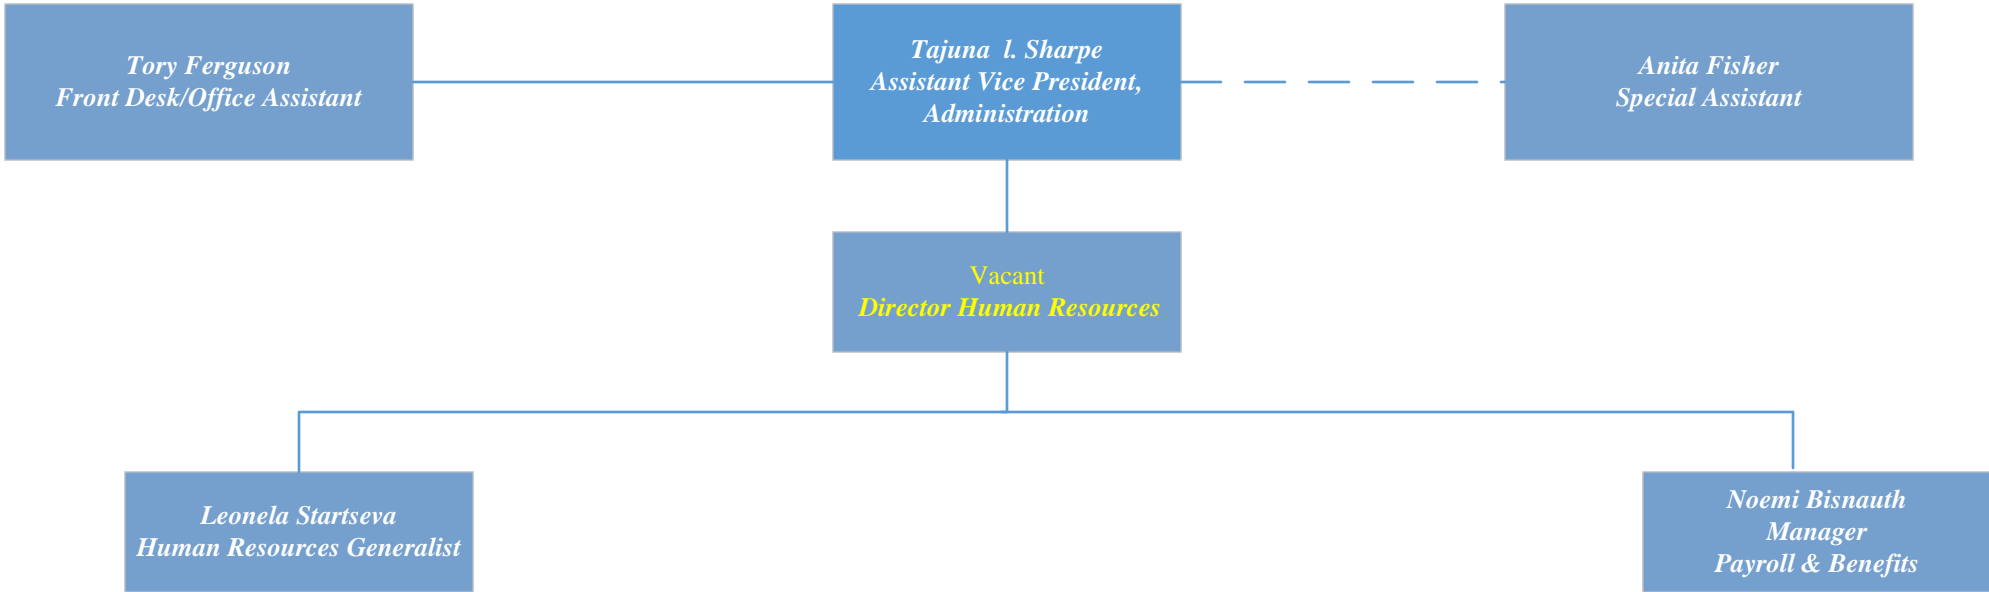 Tory Ferguson
Front Desk/Office Assistant
Tajuna  l. Sharpe
Assistant Vice President,
Administration
Anita Fisher
Special Assistant
Vacant
Director Human Resources
Leonela Startseva
Human Resources Generalist
Noemi Bisnauth
Manager
Payroll & Benefits